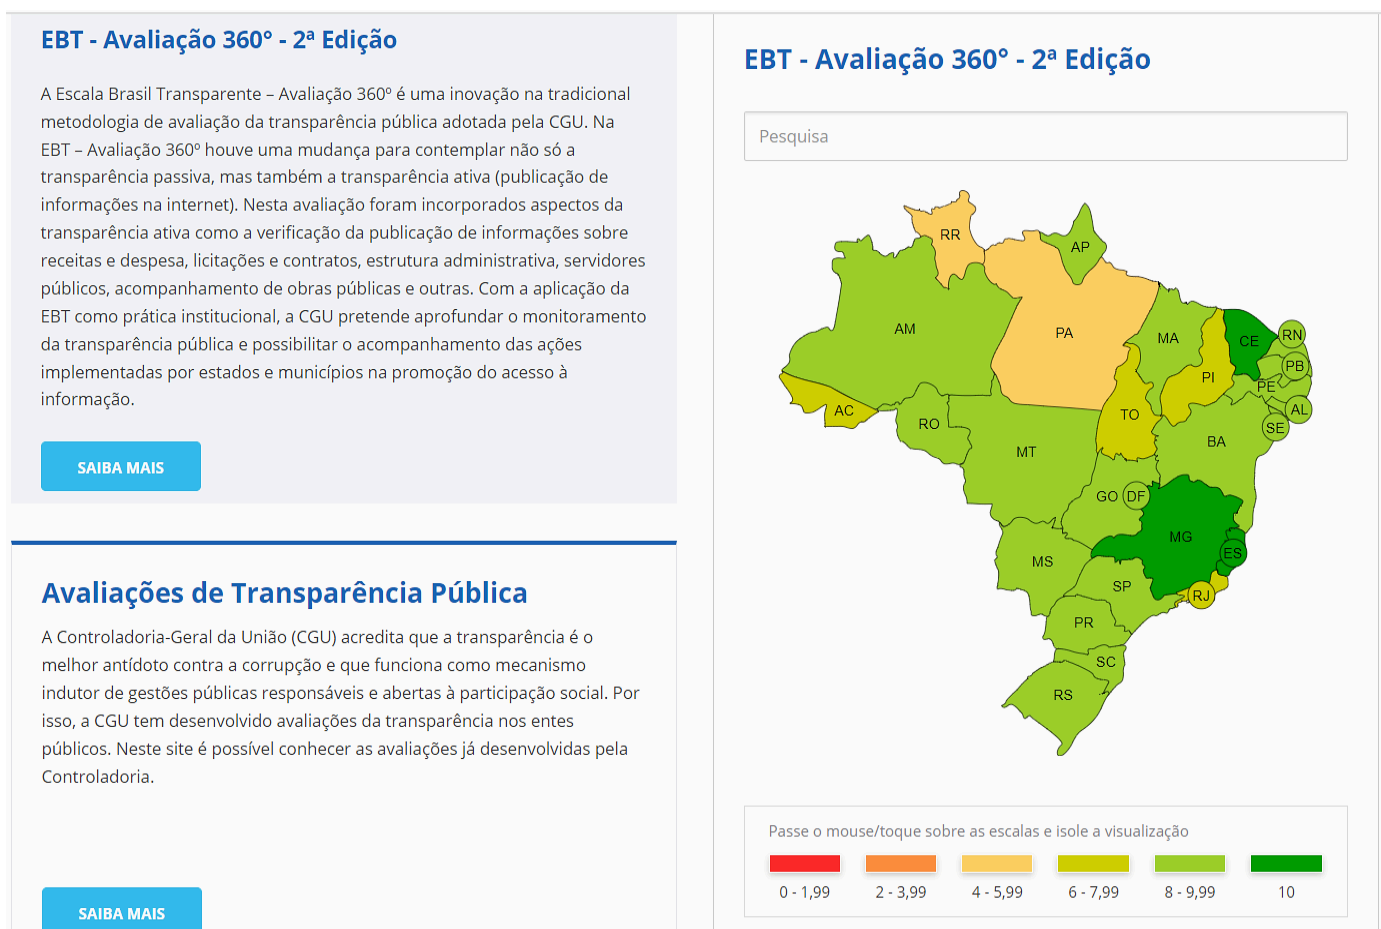 EBT - Avaliação 360° - 2ª Edição
A Escala Brasil Transparente – Avaliação 360º é uma inovação na tradicional
metodologia de avaliação da transparência pública adotada pela CGU. Na
EBT – Avaliação 360º houve uma mudança para contemplar não só a
transparência passiva, mas também a transparência ativa (publicação de
informações na internet). Nesta avaliação foram incorporados aspectos da
transparência ativa como a verificação da publicação de informações sobre
receitas e despesa, licitações e contratos, estrutura administrativa, servidores
públicos, acompanhamento de obras públicas e outras. Com a aplicação da
EBT como prática institucional, a CGU pretende aprofundar o monitoramento
da transparência pública e possibilitar o acompanhamento das ações
implementadas por estados e municípios na promoção do acesso à
informação.
SAIBA MAIS
Avaliações de Transparência Pública
A Controladoria-Geral da União (CGU) acredita que a transparência é o
melhor antídoto contra a corrupção e que funciona como mecanismo
indutor de gestões públicas responsáveis e abertas à participação social. Por
isso, a CGU tem desenvolvido avaliações da transparência nos entes
públicos. Neste site é possível conhecer as avaliações já desenvolvidas pela
Controladoria.
SAIBA MAIS
EBT - Avaliação 360° - 2ª Edição
Pesquisa
RR
AP
AM
PA
MA
CE
RN
PI
PB
PE
AC
RO
TO
AL
SE
MT
BA
GO
DF
MG
ES
MS
SP
RJ
PR
SC
RS
Passe o mouse/toque sobre as escalas e isole a visualização
0 - 1,99
2 - 3,99
4 - 5,99
6 - 7,99
8 - 9,99
10